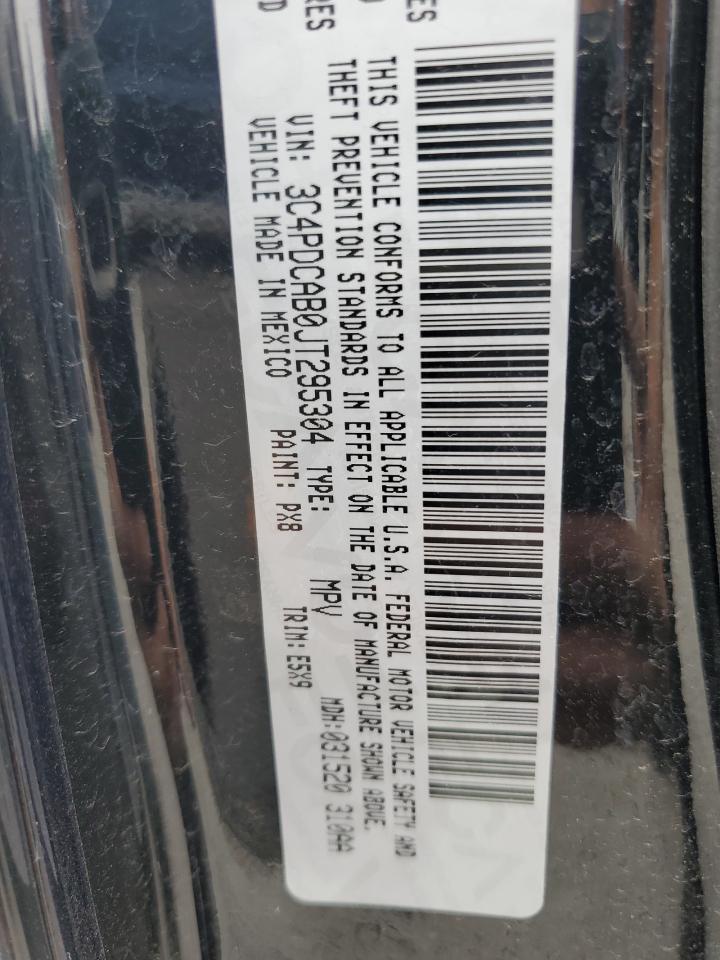 THIS VEHICLE CONFORMS TO ALL APPLICABLE U.S.A. FEDERAL MOTOR VEHICLE SAFETY AND
THEFT PREVENTION STANDARDS IN EFFECT ON THE DATE OF MANUFACTURE SHOWN ABOVE.
VIN: 3C4PDCAB0JT295304 TYPE: MPV MDH:031520 310AA
VEHICLE MADE IN MEXICO PAINT: PX8 TRIM: E5X9